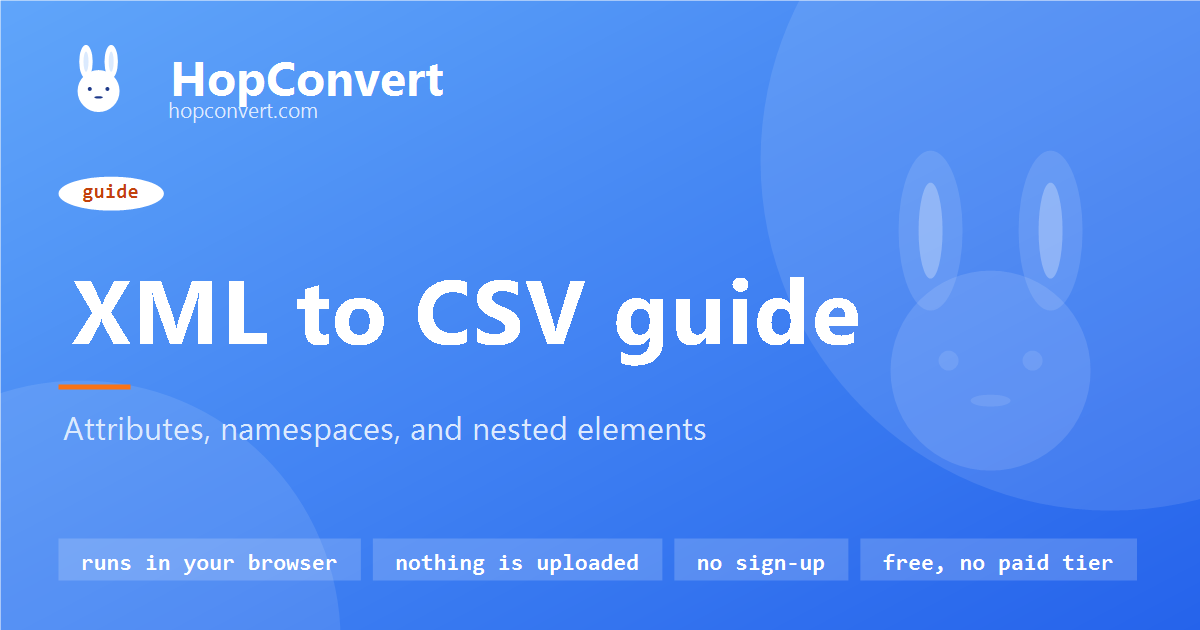 HopConvert
hopconvert.com
guide
XML to CSV guide
Attributes, namespaces, and nested elements
runs in your browser
nothing is uploaded
no sign-up
free, no paid tier